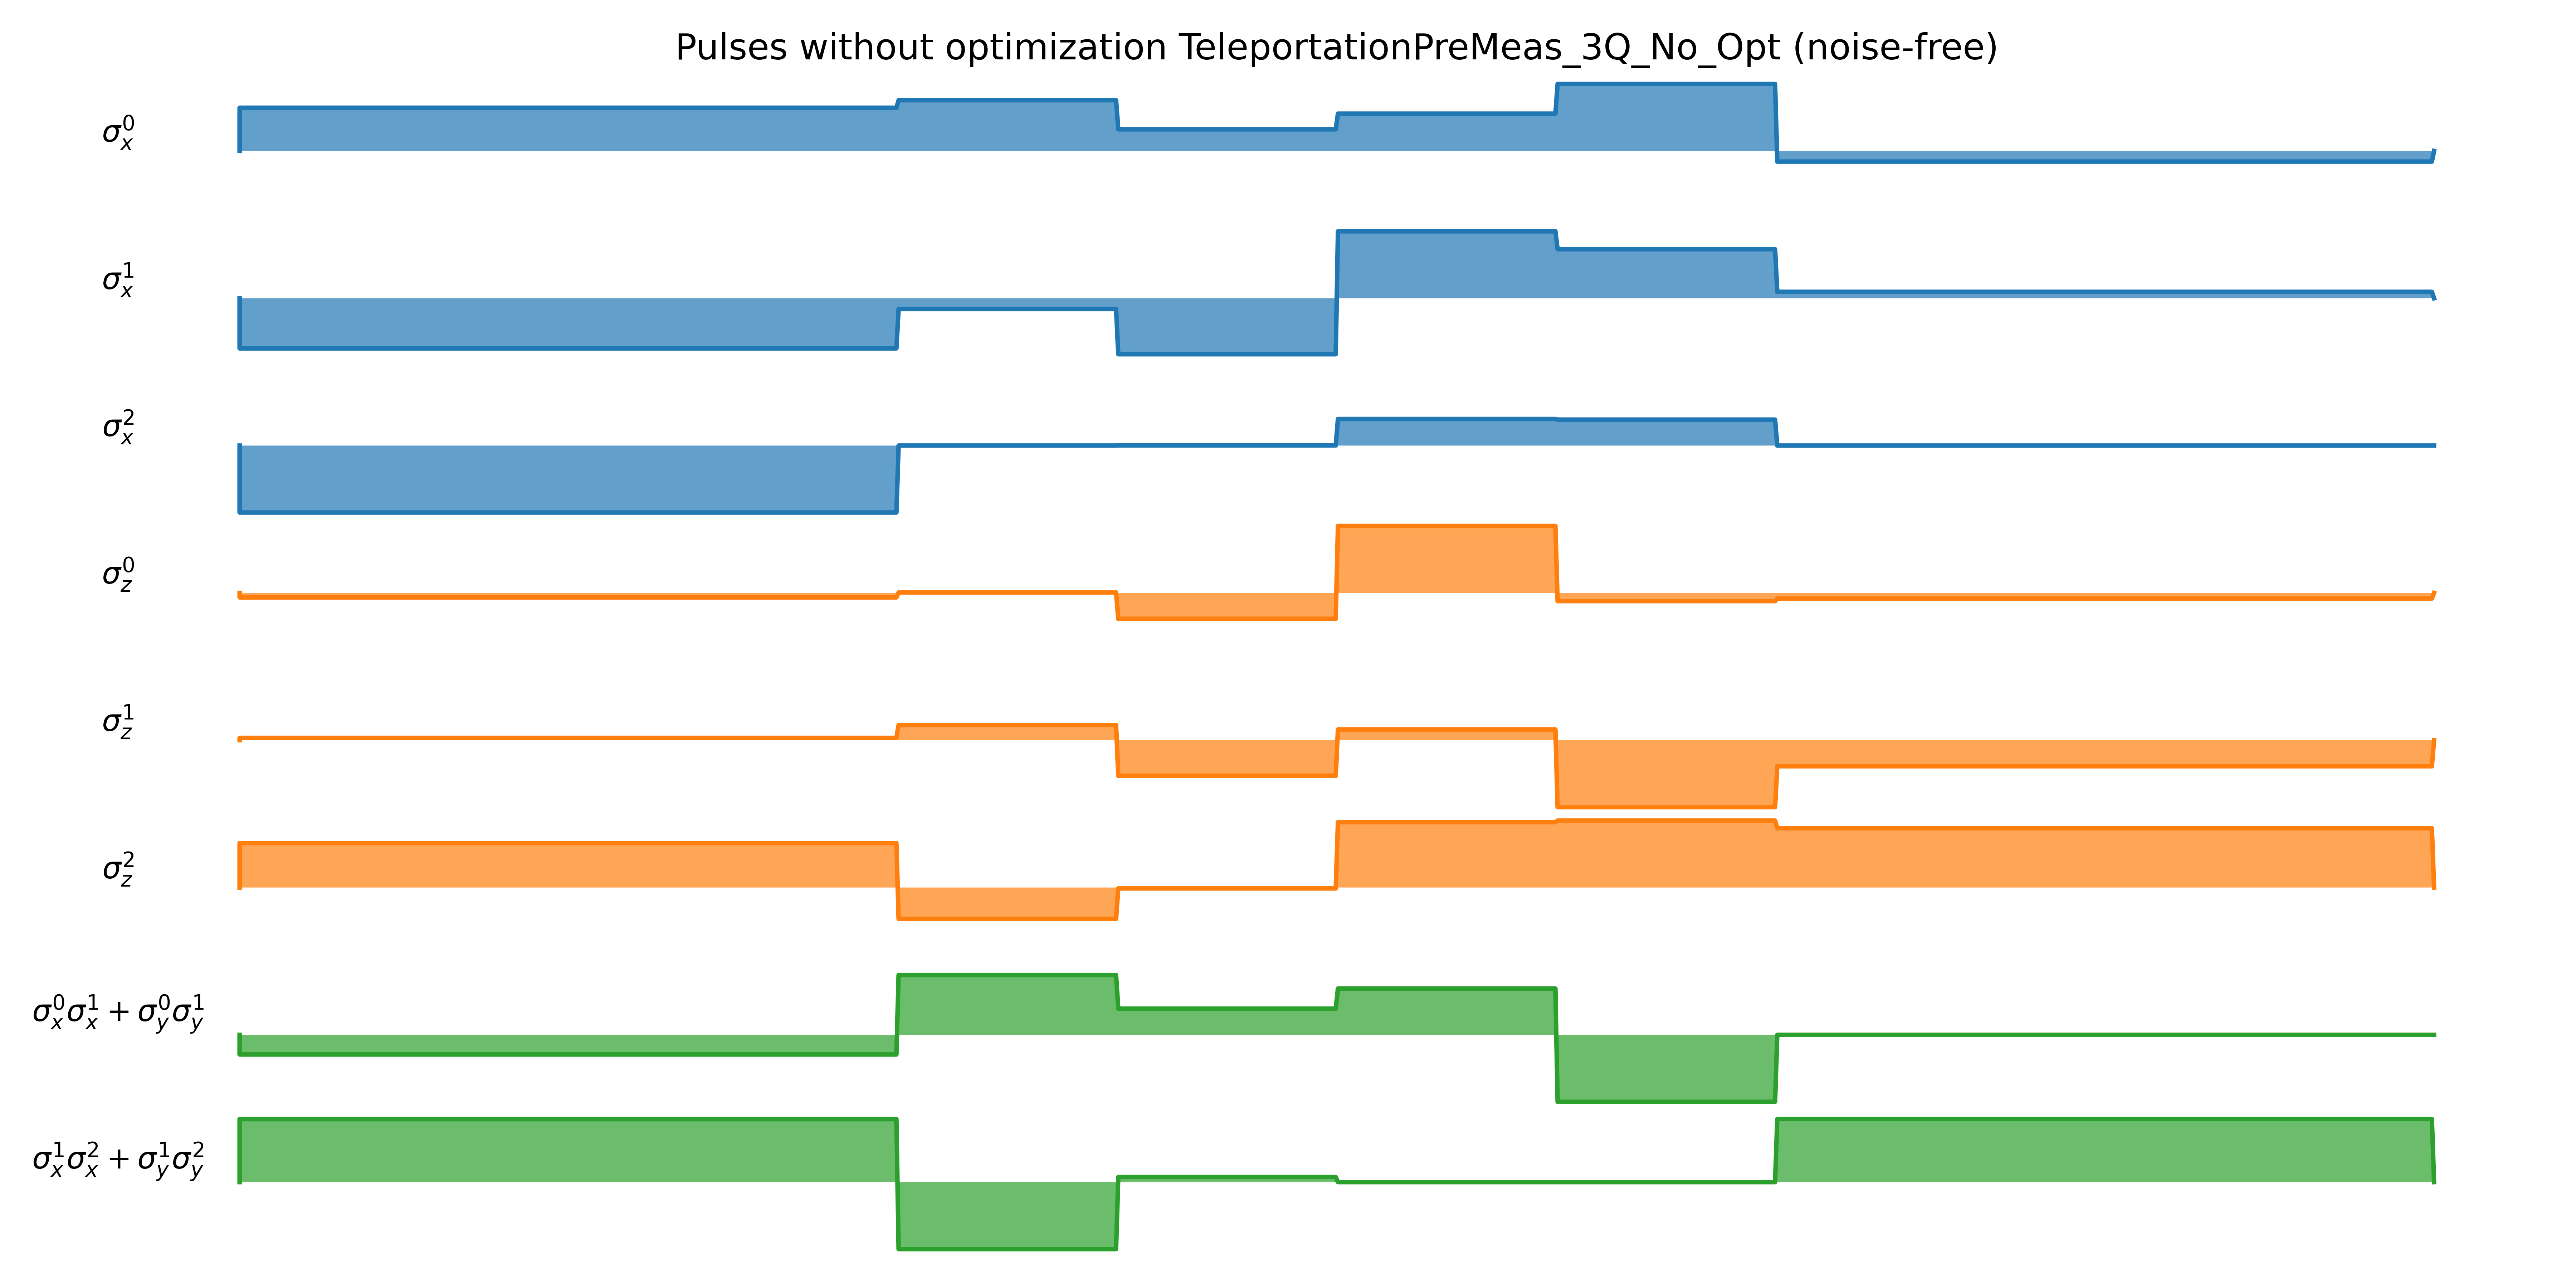 Pulses without optimization TeleportationPreMeas_3Q_No_Opt (noise-free)
σ_x^0
σ_x^1
σ_x^2
σ_z^0
σ_z^1
σ_z^2
σ_x^0σ_x^1 + σ_y^0σ_y^1
σ_x^1σ_x^2 + σ_y^1σ_y^2